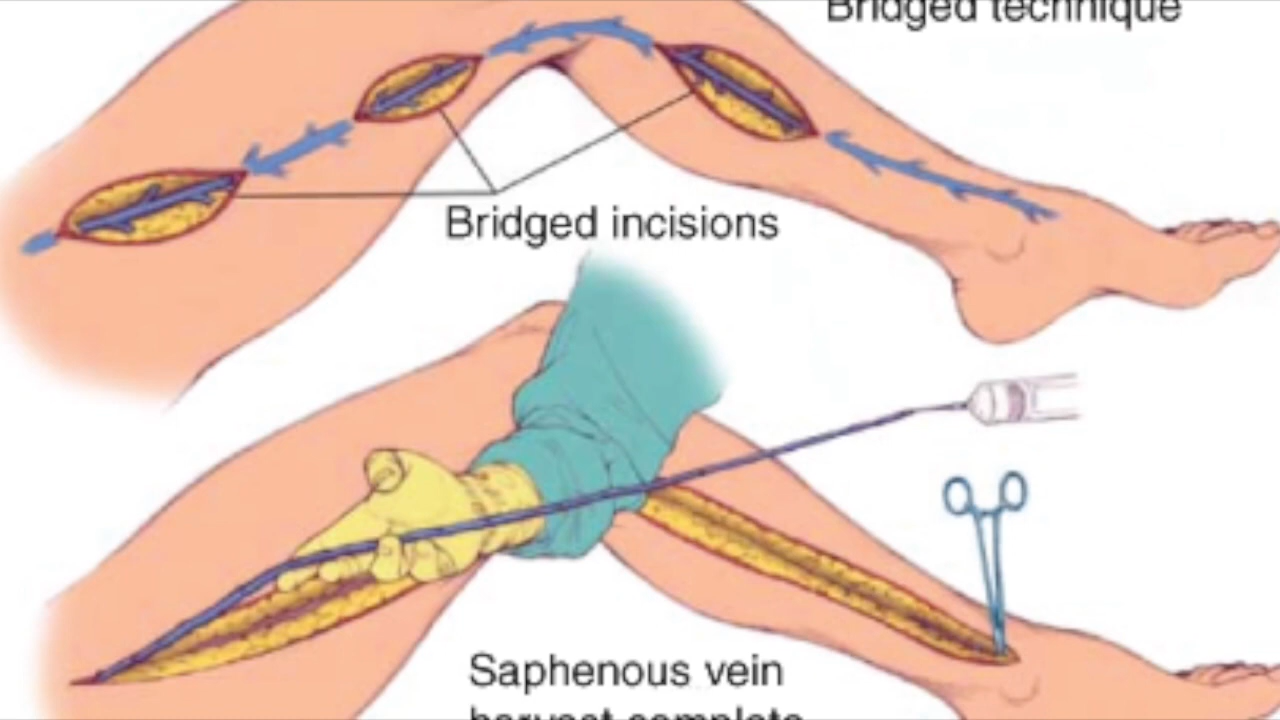 Bridged technique
Bridged incisions
Saphenous vein
harvest complete